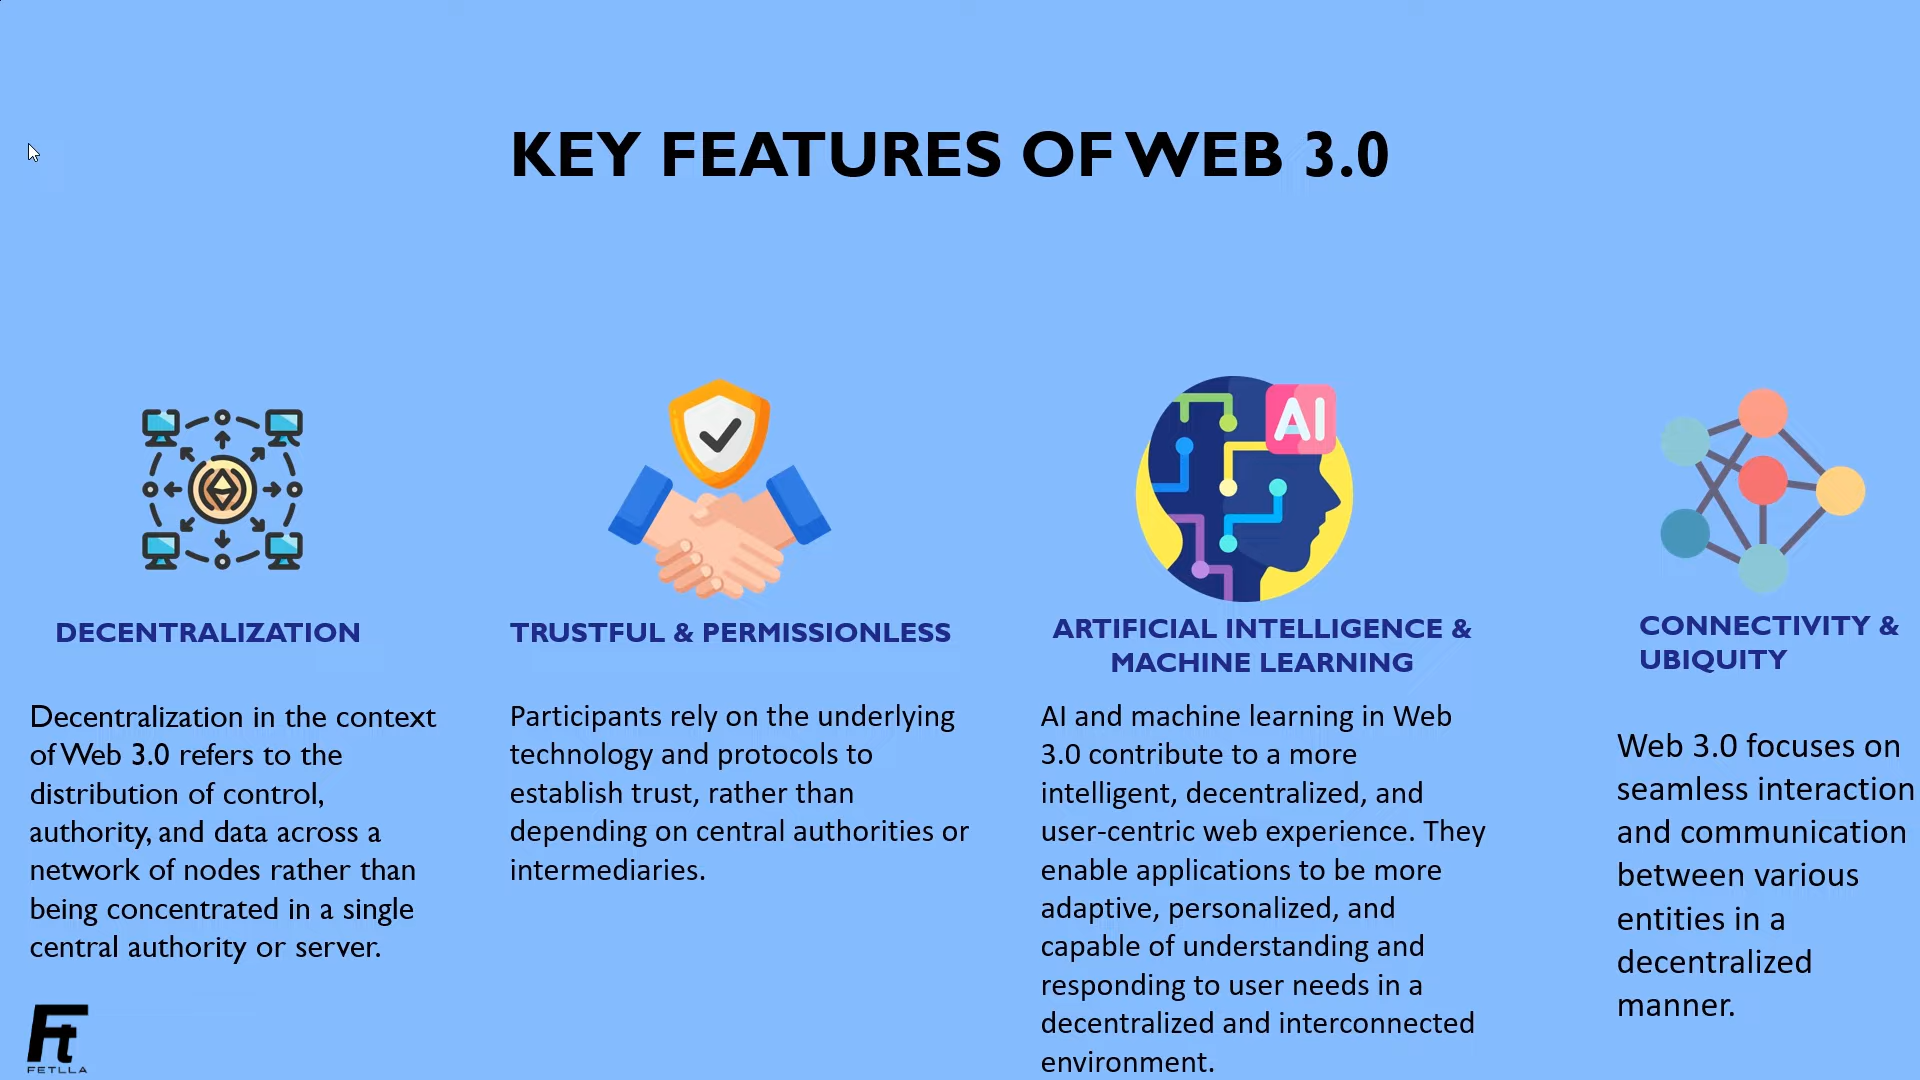 KEY FEATURES OF WEB 3.0
AI
DECENTRALIZATION
Decentralization in the context
of Web 3.0 refers to the
distribution of control,
authority, and data across a
network of nodes rather than
being concentrated in a single
central authority or server.
TRUSTFUL & PERMISSIONLESS
Participants rely on the underlying
technology and protocols to
establish trust, rather than
depending on central authorities or
intermediaries.
ARTIFICIAL INTELLIGENCE &
MACHINE LEARNING
AI and machine learning in Web
3.0 contribute to a more
intelligent, decentralized, and
user-centric web experience. They
enable applications to be more
adaptive, personalized, and
capable of understanding and
responding to user needs in a
decentralized and interconnected
environment.
CONNECTIVITY &
UBIQUITY
Web 3.0 focuses on
seamless interaction
and communication
between various
entities in a
decentralized
manner.
Ft
FETLLA